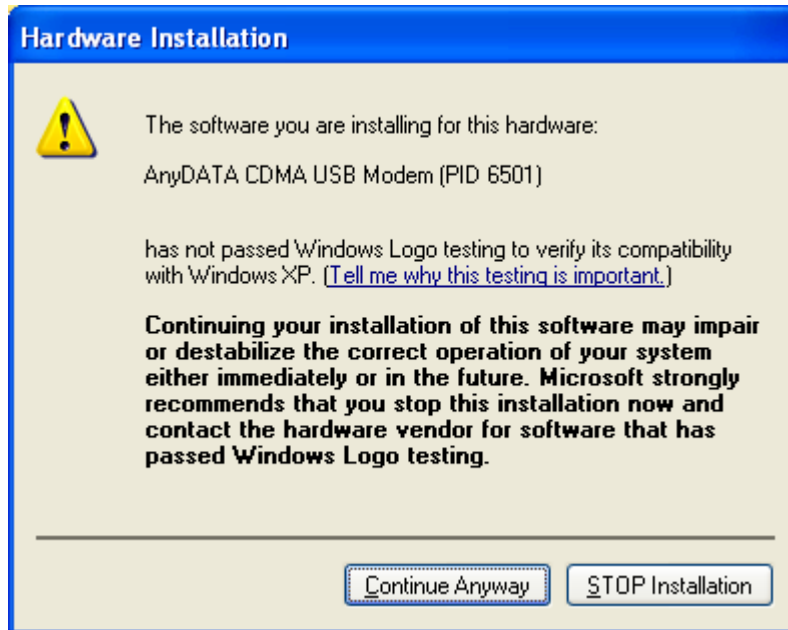 Hardware Installation
The software you are installing for this hardware:
AnyDATA CDMA USB Modem (PID 6501)
has not passed Windows Logo testing to verify its compatibility
with Windows XP. (Tell me why this testing is important.)
Continuing your installation of this software may impair
or destabilize the correct operation of your system
either immediately or in the future. Microsoft strongly
recommends that you stop this installation now and
contact the hardware vendor for software that has
passed Windows Logo testing.
Continue Anyway
STOP Installation